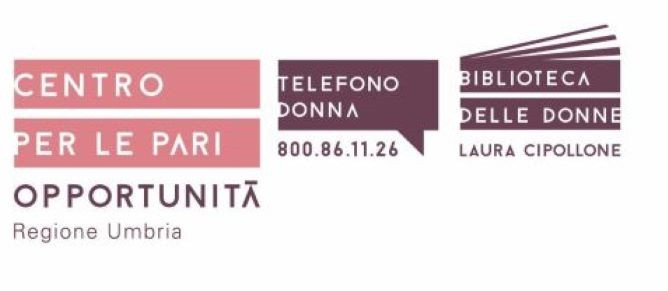 CENTRO
PER LE PARI
OPPORTUNITĀ
Regione Umbria
TELEFONO
DONNA
800.86.11.26
BIBLIOTECA
DELLE DONNE
LAURA CIPOLLONE